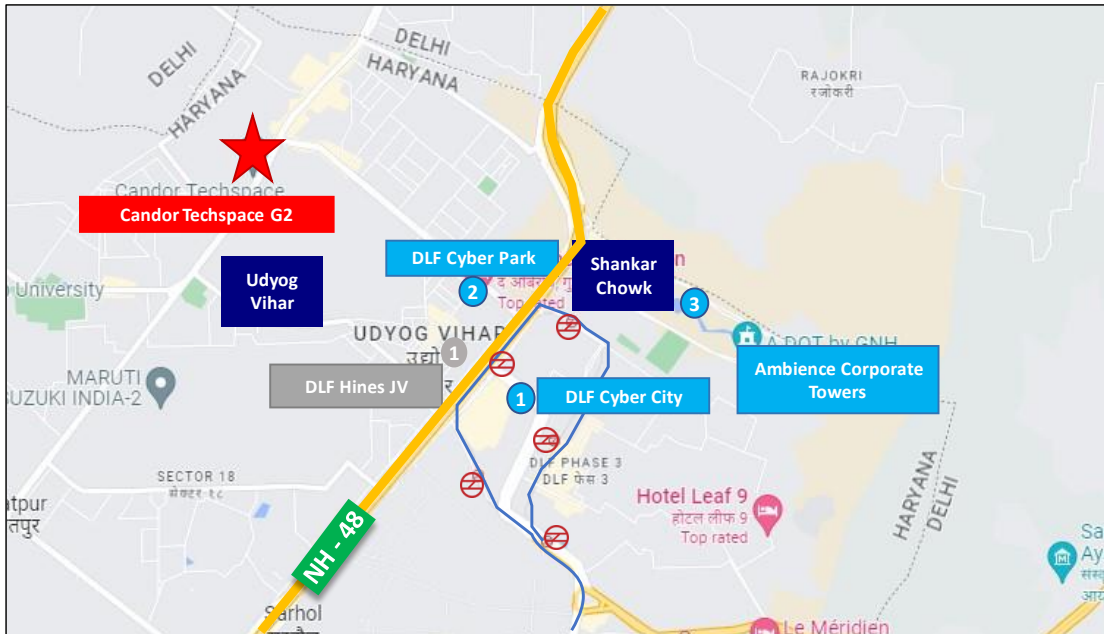 DELHI
HARYANA
DELHI
HARYANA
RAJOKRI
रजोकरी
Candor Techspace
Candor Techspace G2
DLF Cyber Park
Shankar
Chowk
Udyog
Vihar
University
2
Top rated
3
UDYOG VIHAR
1
A DOT by GNH
DLF Hines JV
MARUTI
SUZUKI INDIA-2
1
DLF Cyber City
Ambience Corporate
Towers
DLF PHASE 3
DLF फेस 3
SECTOR 18
सेक्टर १८
Hotel Leaf 9
होटल लीफ 9
Top rated
HARYANA
DELHI
NH - 48
Sarhol
Le Méridien